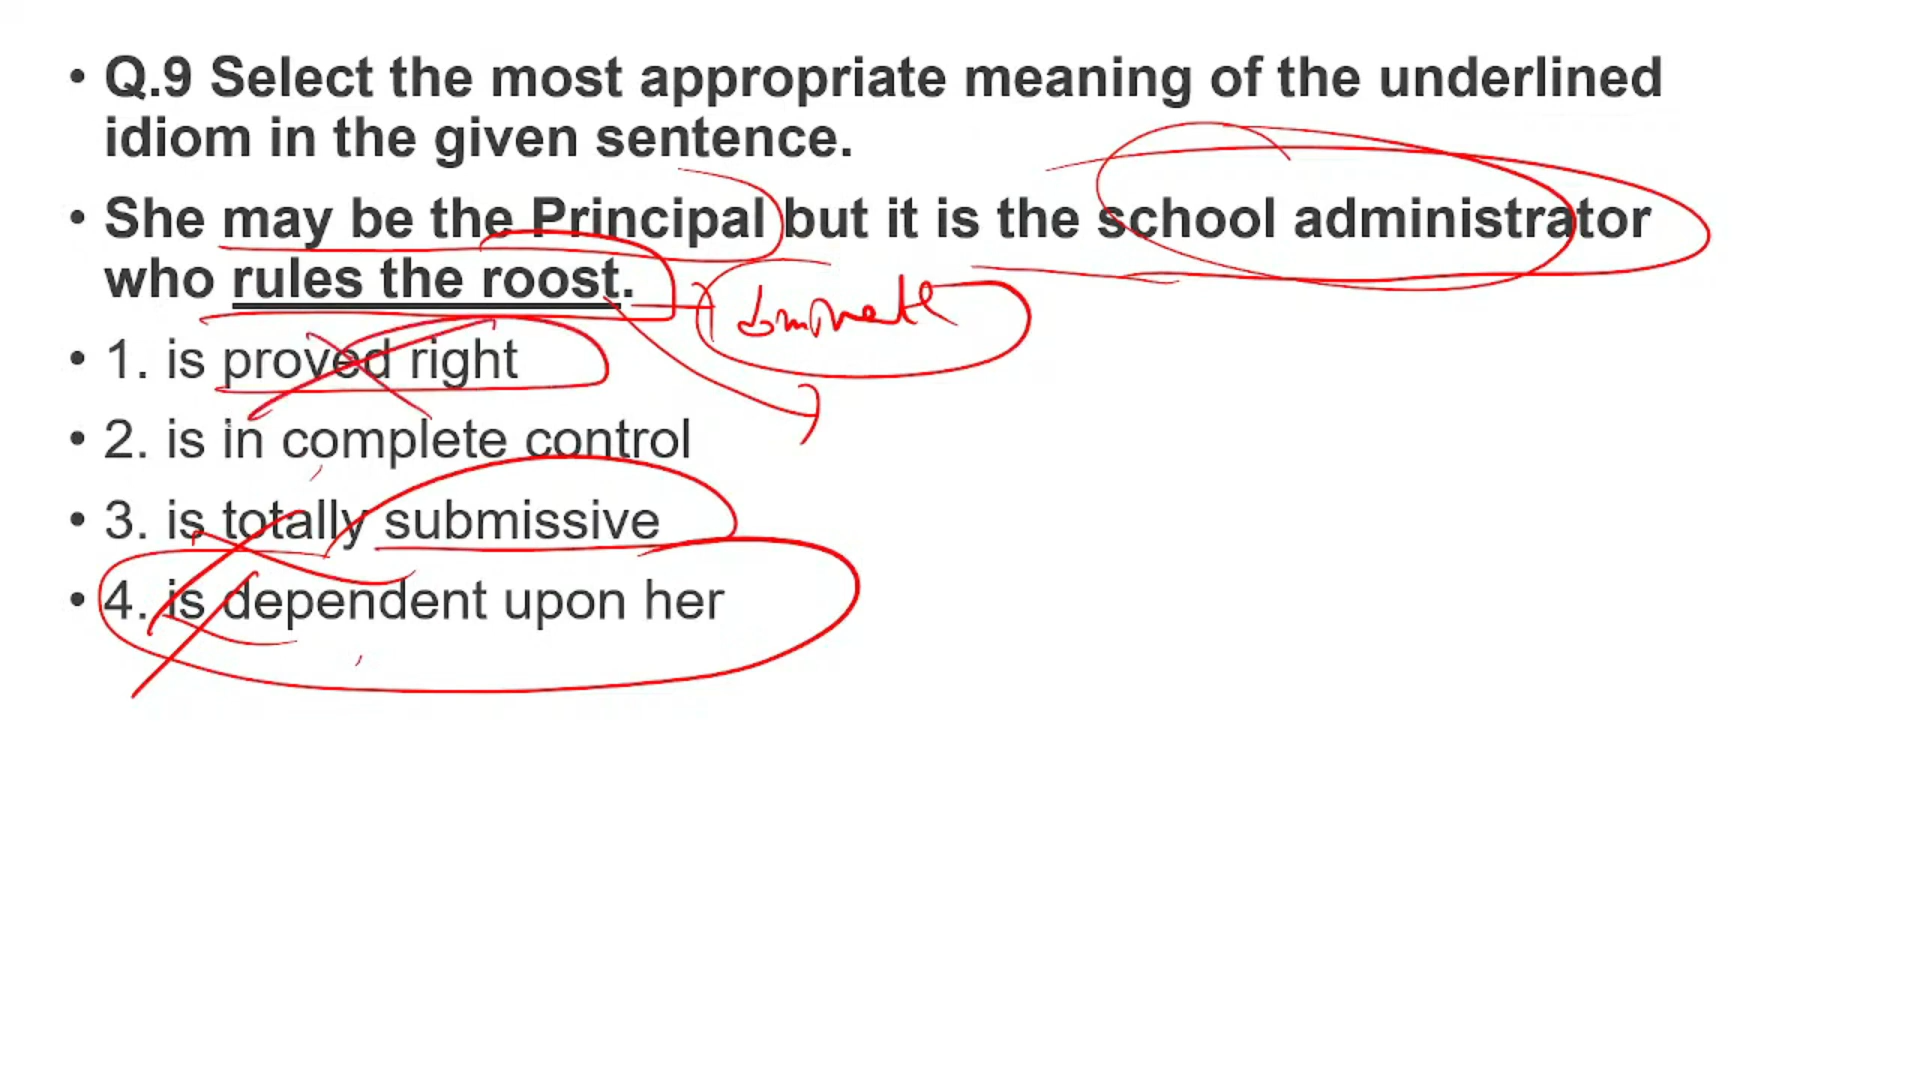 • Q.9 Select the most appropriate meaning of the underlined
idiom in the given sentence.
• She may be the Principal but it is the school administrator
who rules the roost.
dominate
• 1. is proved right
• 2. is in complete control
• 3. is totally submissive
• 4. is dependent upon her